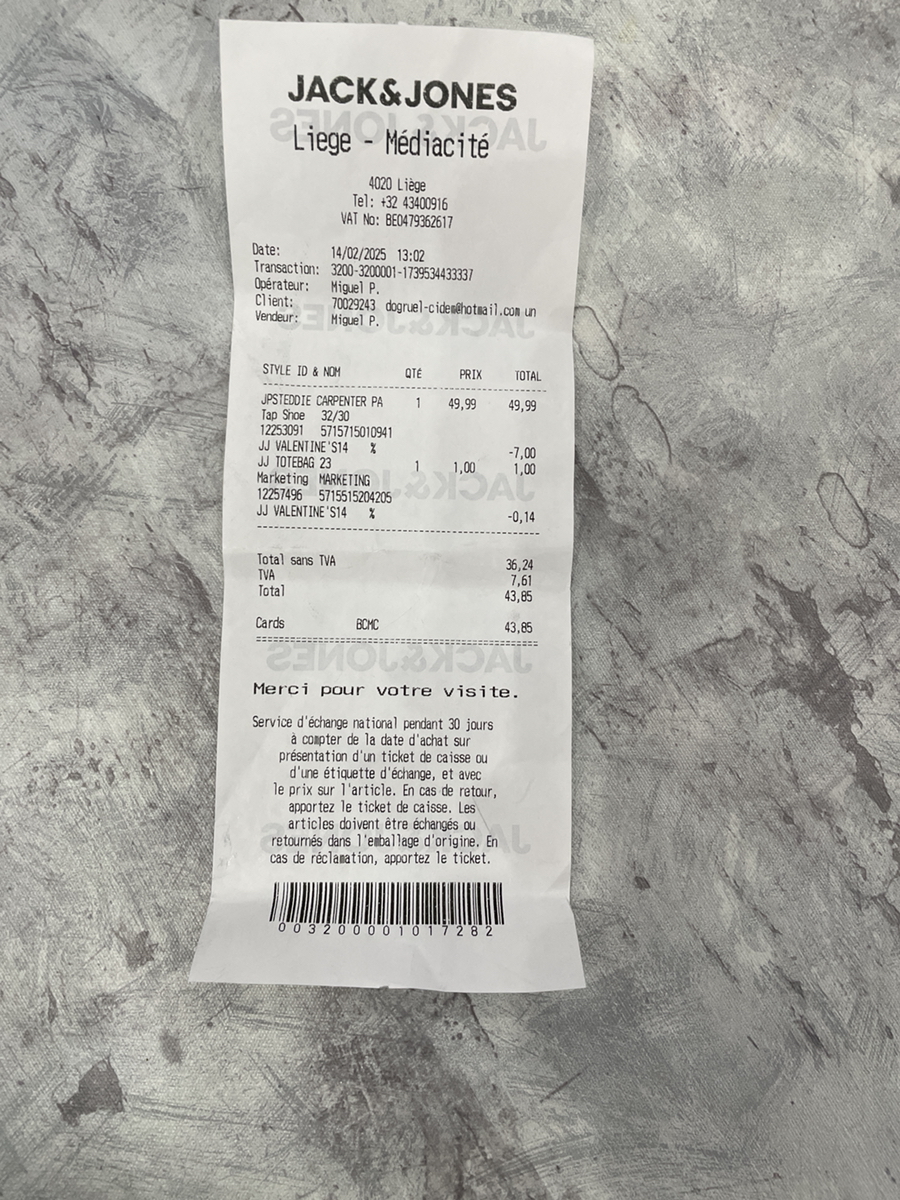 JACK&JONES
Liege - Médiacité
4020 Liège
Tel: +32 43400916
VAT No: BE0479362617
Date: 14/02/2025 13:02
Transaction: 3200-3200001-1739534433337
Opérateur: Miguel P.
Client: 70029243 dogruel-cidem@hotmail.com un
Vendeur: Miguel P.
STYLE ID & NOM QTÉ PRIX TOTAL
JPSTEDDIE CARPENTER PA 1 49,99 49,99
Tap Shoe 32/30
12253091 5715715010941
JJ VALENTINE'S14 % -7,00
JJ TOTEBAG 23 1 1,00 1,00
Marketing MARKETING
12257496 5715515204205
JJ VALENTINE'S14 % -0,14
Total sans TVA 36,24
TVA 7,61
Total 43,85
Cards BCMC 43,85
Merci pour votre visite.
Service d'échange national pendant 30 jours
à compter de la date d'achat sur
présentation d'un ticket de caisse ou
d'une étiquette d'échange, et avec
le prix sur l'article. En cas de retour,
apportez le ticket de caisse. Les
articles doivent être échangés ou
retournés dans l'emballage d'origine. En
cas de réclamation, apportez le ticket.
0032000001017282